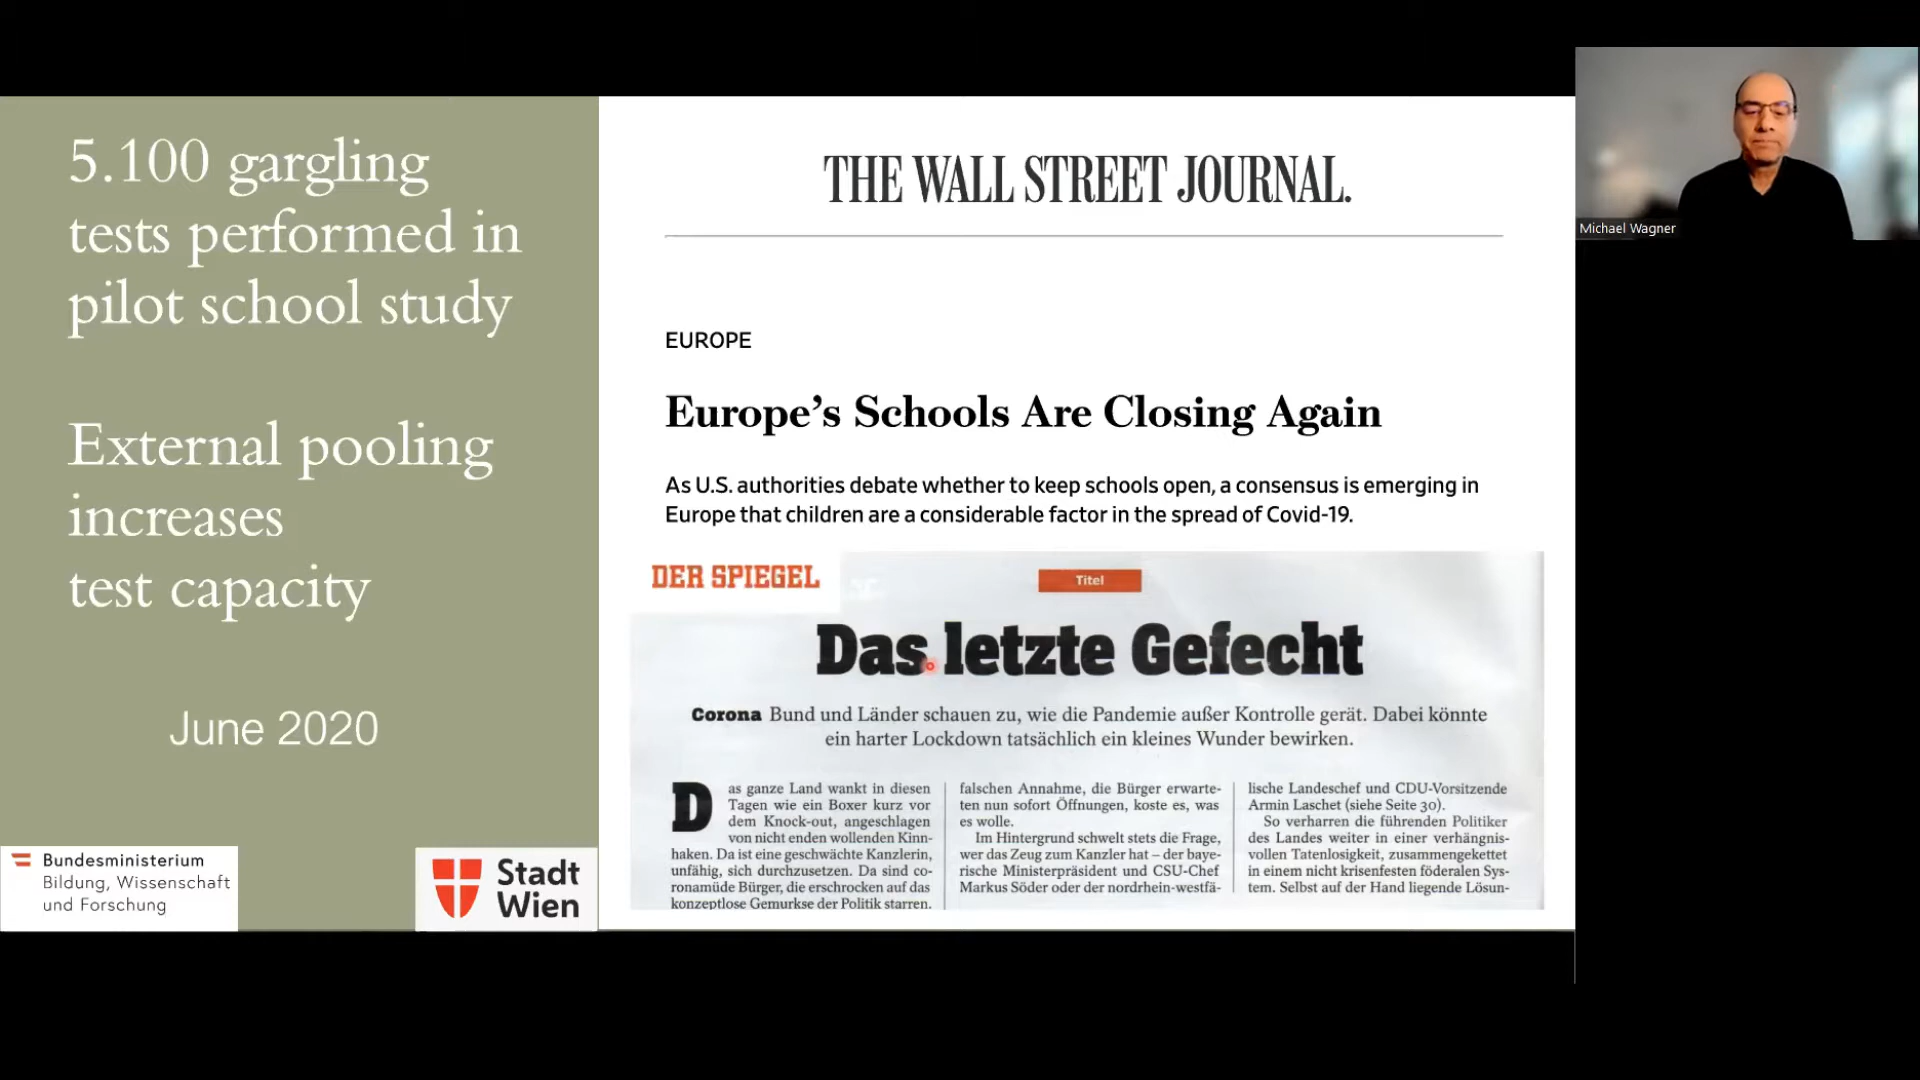 5.100 gargling
tests performed in
pilot school study
External pooling
increases
test capacity
June 2020
Bundesministerium
Bildung, Wissenschaft
und Forschung
Stadt
Wien
THE WALL STREET JOURNAL.
EUROPE
Europe’s Schools Are Closing Again
As U.S. authorities debate whether to keep schools open, a consensus is emerging in
Europe that children are a considerable factor in the spread of Covid-19.
DER SPIEGEL
Titel
Das letzte Gefecht
Corona Bund und Länder schauen zu, wie die Pandemie außer Kontrolle gerät. Dabei könnte
ein harter Lockdown tatsächlich ein kleines Wunder bewirken.
Das ganze Land wankt in diesen
Tagen wie ein Boxer kurz vor
dem Knock-out, angeschlagen
von nicht enden wollenden Kinn-
haken. Da ist eine geschwächte Kanzlerin,
unfähig, sich durchzusetzen. Da sind co-
ronamüde Bürger, die erschrocken auf das
konzeptlose Gemurkse der Politik starren.
falschen Annahme, die Bürger erwarte-
ten nun sofort Öffnungen, koste es, was
es wolle.
Im Hintergrund schwelt stets die Frage,
wer das Zeug zum Kanzler hat – der baye-
rische Ministerpräsident und CSU-Chef
Markus Söder oder der nordrhein-westfä-
lische Landeschef und CDU-Vorsitzende
Armin Laschet (siehe Seite 30).
So verharren die führenden Politiker
des Landes weiter in einer verhängnis-
vollen Tatenlosigkeit, zusammengekettet
in einem nicht krisenfesten föderalen Sys-
tem. Selbst auf der Hand liegende Lösun-
Michael Wagner